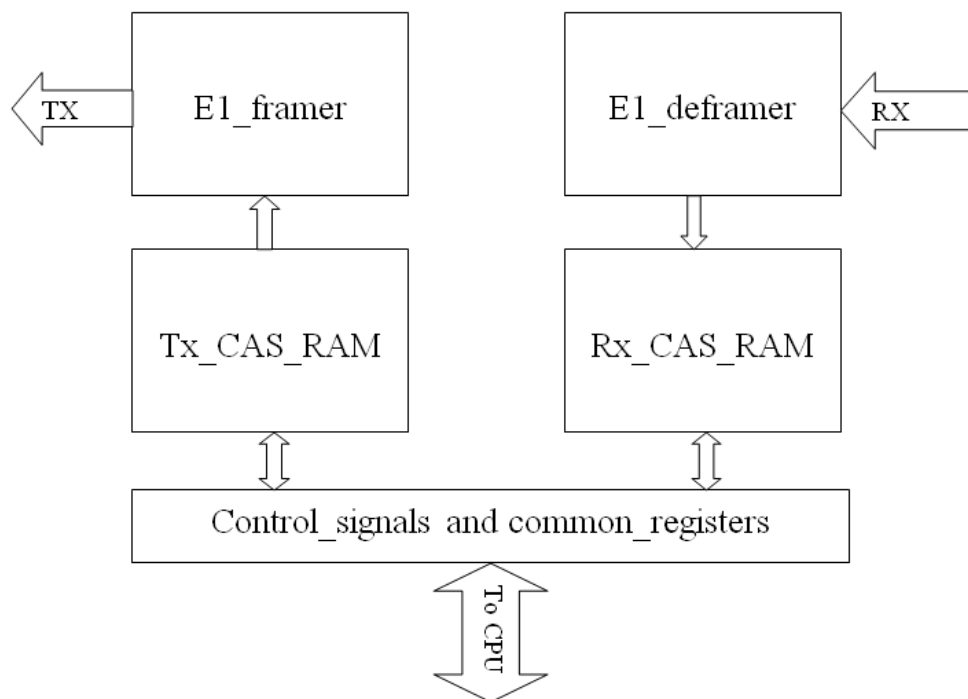 TX
E1_framer
E1_deframer
RX
Tx_CAS_RAM
Rx_CAS_RAM
Control_signals and common_registers
To CPU